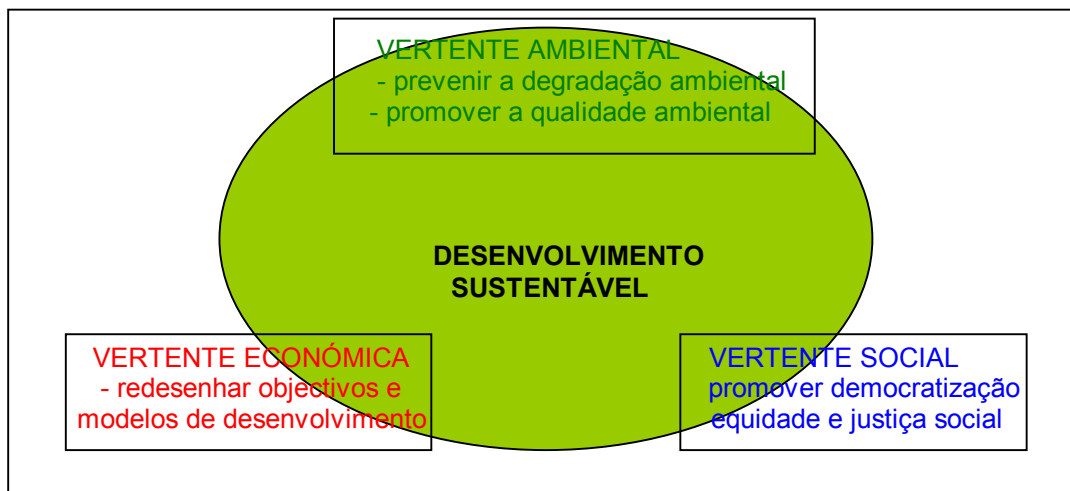 VERTENTE AMBIENTAL
- prevenir a degradação ambiental
- promover a qualidade ambiental
DESENVOLVIMENTO
SUSTENTÁVEL
VERTENTE ECONÓMICA
- redesenhar objectivos e
modelos de desenvolvimento
VERTENTE SOCIAL
promover democratização
equidade e justiça social